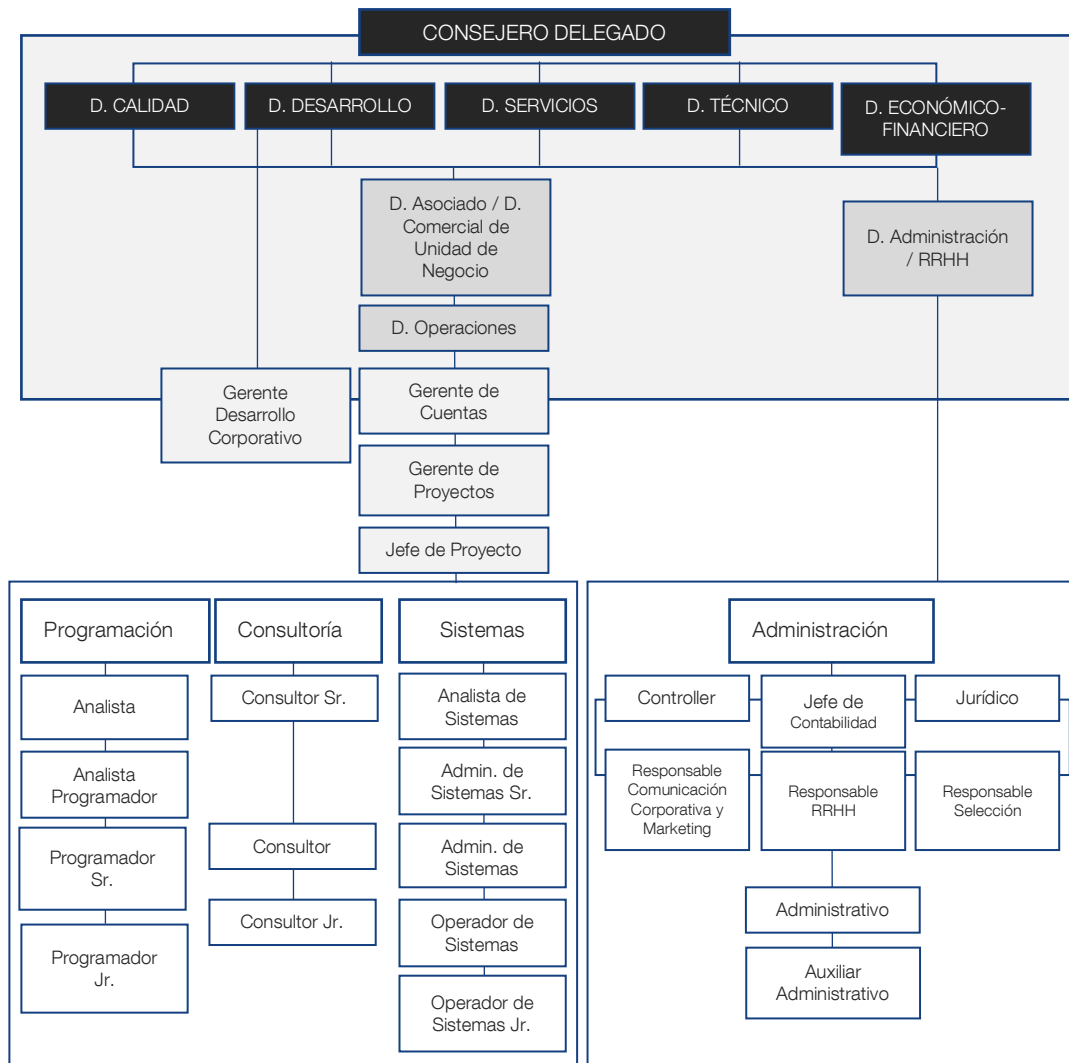 CONSEJERO DELEGADO
D. CALIDAD
D. DESARROLLO
D. SERVICIOS
D. TÉCNICO
D. ECONÓMICO-
FINANCIERO
D. Asociado / D.
Comercial de
Unidad de
Negocio
D. Administración
/ RRHH
D. Operaciones
Gerente
Desarrollo
Corporativo
Gerente de
Cuentas
Gerente de
Proyectos
Jefe de Proyecto
Programación
Analista
Analista
Programador
Programador
Sr.
Programador
Jr.
Consultoría
Consultor Sr.
Consultor
Consultor Jr.
Sistemas
Analista de
Sistemas
Admin. de
Sistemas Sr.
Admin. de
Sistemas
Operador de
Sistemas
Operador de
Sistemas Jr.
Administración
Controller
Jefe de
Contabilidad
Jurídico
Responsable
Comunicación
Corporativa y
Marketing
Responsable
RRHH
Responsable
Selección
Administrativo
Auxiliar
Administrativo